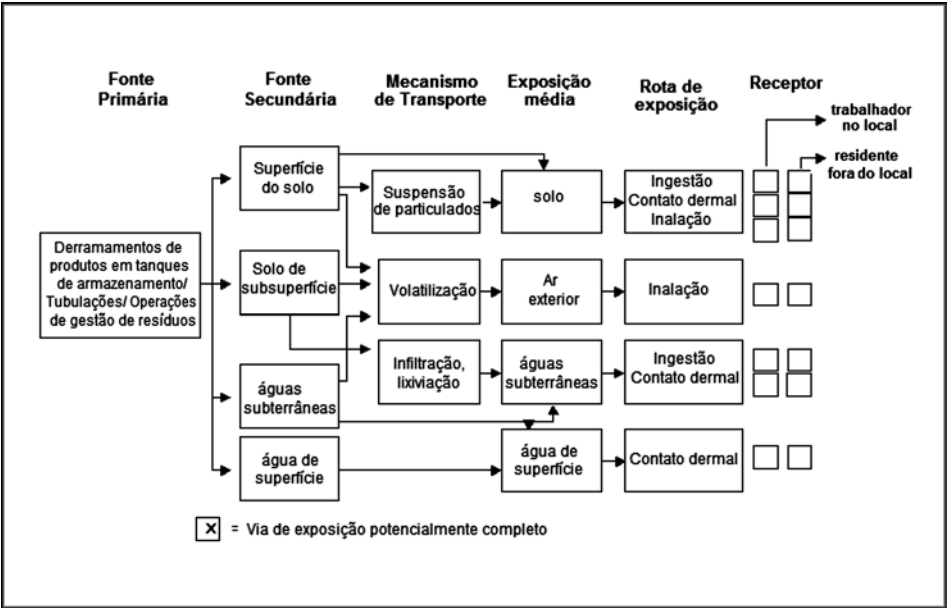 Fonte
Primária
Fonte
Secundária
Mecanismo
de Transporte
Exposição
média
Rota de
exposição
Receptor
trabalhador
no local
residente
fora do local
Derramamentos de
produtos em tanques
de armazenamento/
Tubulações/ Operações
de gestão de resíduos
Superfície
do solo
Suspensão
de particulados
solo
Ingestão
Contato dermal
Inalação
Solo de
subsuperfície
Volatilização
Ar
exterior
Inalação
Infiltração,
lixiviação
águas
subterrâneas
Ingestão
Contato dermal
águas
subterrâneas
água de
superfície
água de
superfície
Contato dermal
x = Via de exposição potencialmente completo